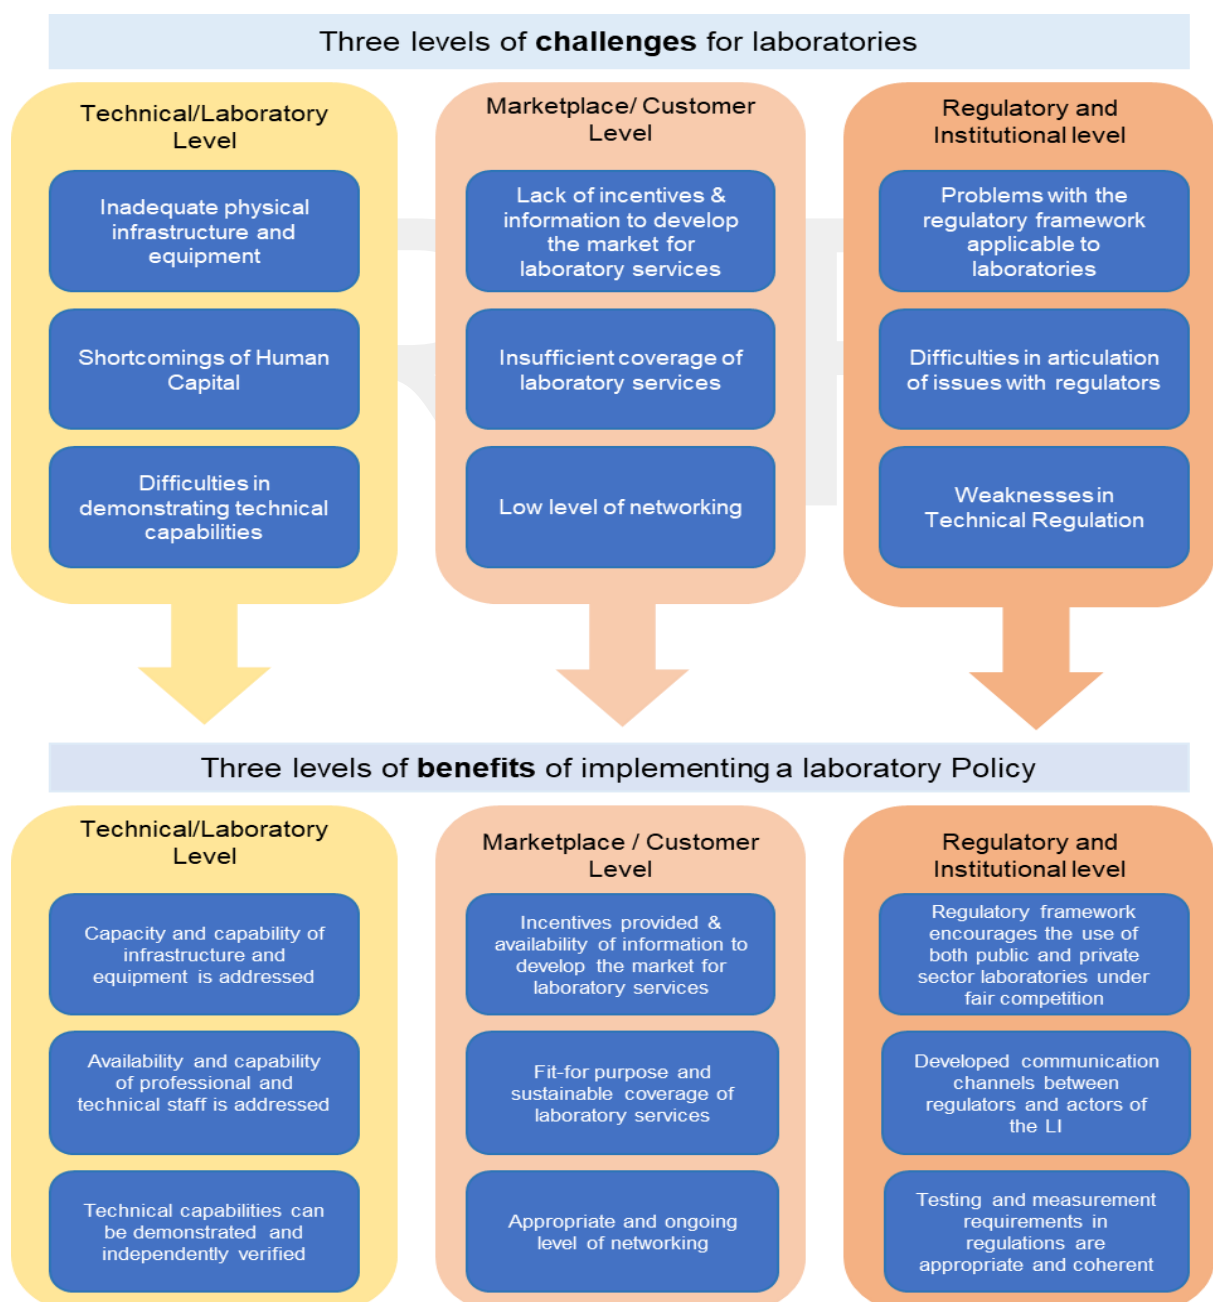 Three levels of challenges for laboratories
Technical/Laboratory
Level
Inadequate physical
infrastructure and
equipment
Shortcomings of Human
Capital
Difficulties in
demonstrating technical
capabilities
Marketplace/ Customer
Level
Lack of incentives &
information to develop
the market for
laboratory services
Insufficient coverage of
laboratory services
Low level of networking
Regulatory and
Institutional level
Problems with the
regulatory framework
applicable to
laboratories
Difficulties in articulation
of issues with regulators
Weaknesses in
Technical Regulation
Three levels of benefits of implementing a laboratory Policy
Technical/Laboratory
Level
Capacity and capability of
infrastructure and
equipment is addressed
Availability and capability
of professional and
technical staff is addressed
Technical capabilities can
be demonstrated and
independently verified
Marketplace / Customer
Level
Incentives provided &
availability of information to
develop the market for
laboratory services
Fit-for purpose and
sustainable coverage of
laboratory services
Appropriate and ongoing
level of networking
Regulatory and
Institutional level
Regulatory framework
encourages the use of
both public and private
sector laboratories under
fair competition
Developed communication
channels between
regulators and actors of
the LI
Testing and measurement
requirements in
regulations are
appropriate and coherent